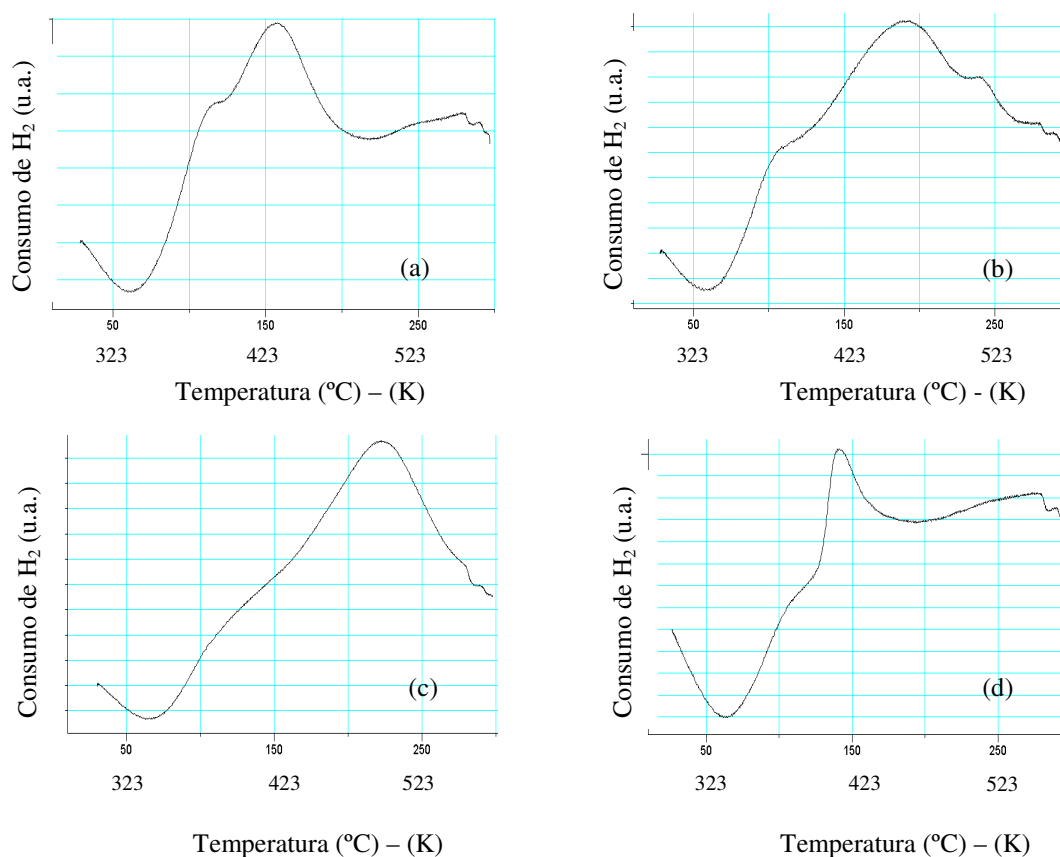 Consumo de H₂ (u.a.)
(a)
50 150 250
323 423 523
Temperatura (ºC) – (K)
Consumo de H₂ (u.a.)
(b)
50 150 250
323 423 523
Temperatura (ºC) - (K)
Consumo de H₂ (u.a.)
(c)
50 150 250
323 423 523
Temperatura (ºC) – (K)
Consumo de H₂ (u.a.)
(d)
50 150 250
323 423 523
Temperatura (ºC) – (K)